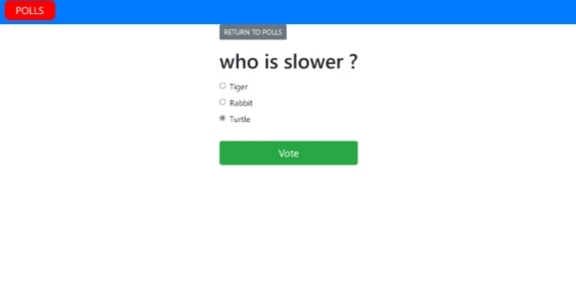 POLLS
RETURN TO POLLS
who is slower ?
Tiger
Rabbit
Turtle
Vote